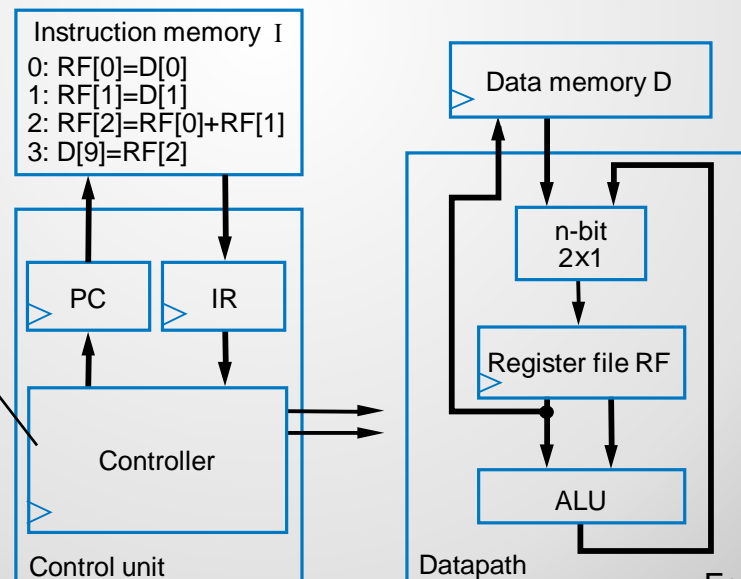 Instruction memory I
0: RF[0]=D[0]
1: RF[1]=D[1]
2: RF[2]=RF[0]+RF[1]
3: D[9]=RF[2]
PC
IR
Controller
Control unit
Data memory D
n-bit
2x1
Register file RF
ALU
Datapath